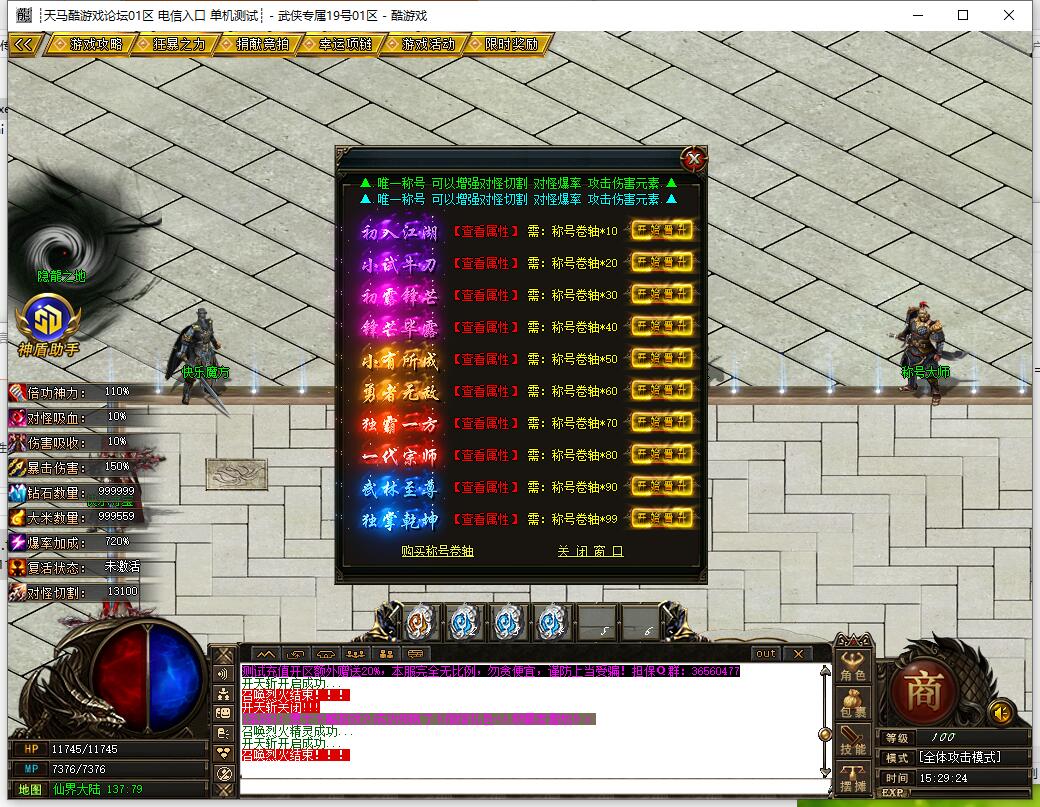 天马酷游戏论坛01区 电信入口 单机测试 - 武侠专属19号01区 - 酷游戏
游戏攻略 狂暴之力 捐献竞拍 幸运项链 游戏活动 限时奖励
▲.唯一称号 可以增强对怪切割 对怪爆率 攻击伤害元素.▲
▲.唯一称号 可以增强对怪切割 对怪爆率 攻击伤害元素.▲
初入江湖 【查看属性】 需: 称号卷轴*10 开始晋升
小试牛刀 【查看属性】 需: 称号卷轴*20 开始晋升
初露锋芒 【查看属性】 需: 称号卷轴*30 开始晋升
锋芒毕露 【查看属性】 需: 称号卷轴*40 开始晋升
小有所成 【查看属性】 需: 称号卷轴*50 开始晋升
勇者无敌 【查看属性】 需: 称号卷轴*60 开始晋升
独霸一方 【查看属性】 需: 称号卷轴*70 开始晋升
一代宗师 【查看属性】 需: 称号卷轴*80 开始晋升
武林至尊 【查看属性】 需: 称号卷轴*90 开始晋升
独掌乾坤 【查看属性】 需: 称号卷轴*99 开始晋升
购买称号卷轴 关闭窗口
隐龍之地
神盾助手
快乐魔方
称号大师
倍功神力: 110%
对怪吸血: 10%
伤害吸收: 10%
暴击伤害: 150%
钻石数量: 999999
大米数量: 999559
爆率加成: 720%
复活状态: 未激活
对怪切割: 13100
5 6
out
测试充值开区额外赠送20%，本服完全无比例，勿贪便宜，谨防上当受骗！担保Q群：36560477
开天斩开启成功...
召唤烈火结束！！！
开天斩关闭!!!
召唤烈火精灵成功...
开天斩开启成功...
召唤烈火结束！！！
HP 11745/11745
MP 7376/7376
地图 仙界大陆 137:79
角色
包裹
技能
摆摊
商
等级 100
模式 [全体攻击模式]
时间 15:29:24
EXP